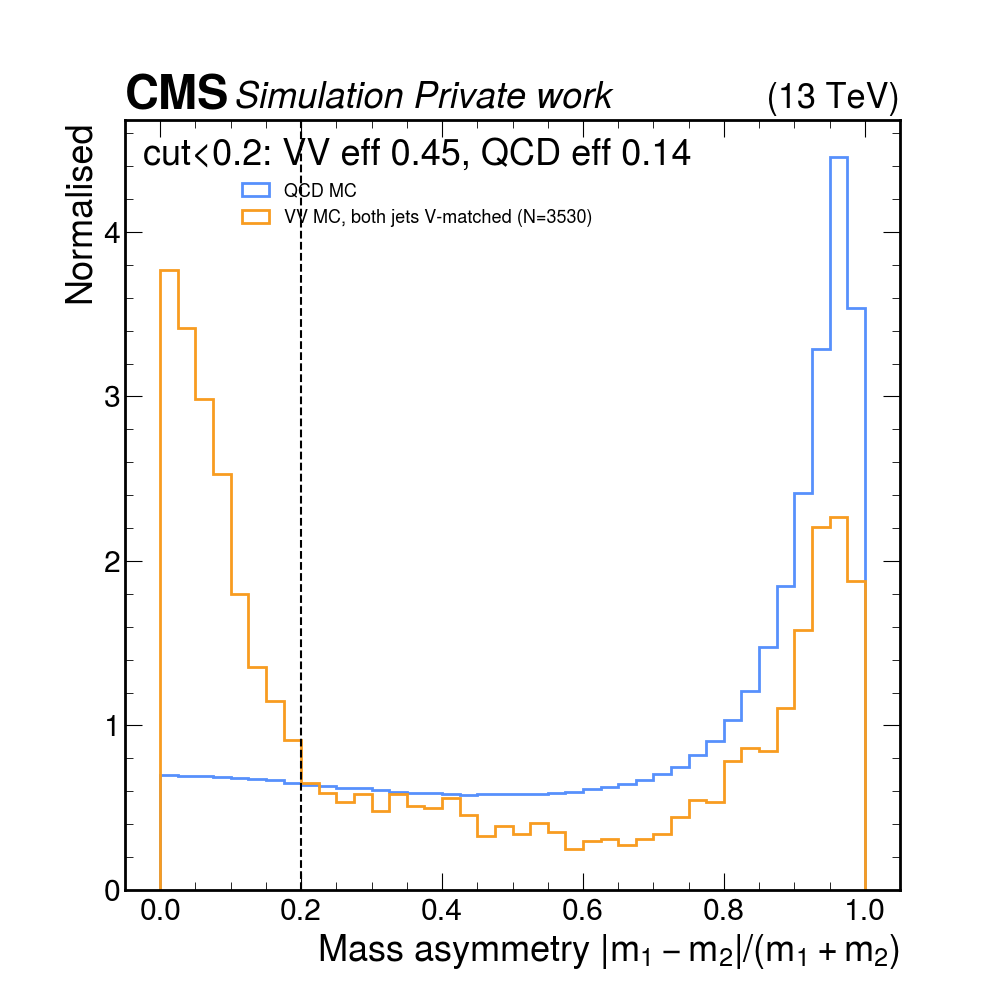 CMS Simulation Private work (13 TeV)
cut<0.2: VV eff 0.45, QCD eff 0.14
QCD MC
VV MC, both jets V-matched (N=3530)
Normalised
4
3
2
1
0
0.0 0.2 0.4 0.6 0.8 1.0
Mass asymmetry |m₁ − m₂|/(m₁ + m₂)